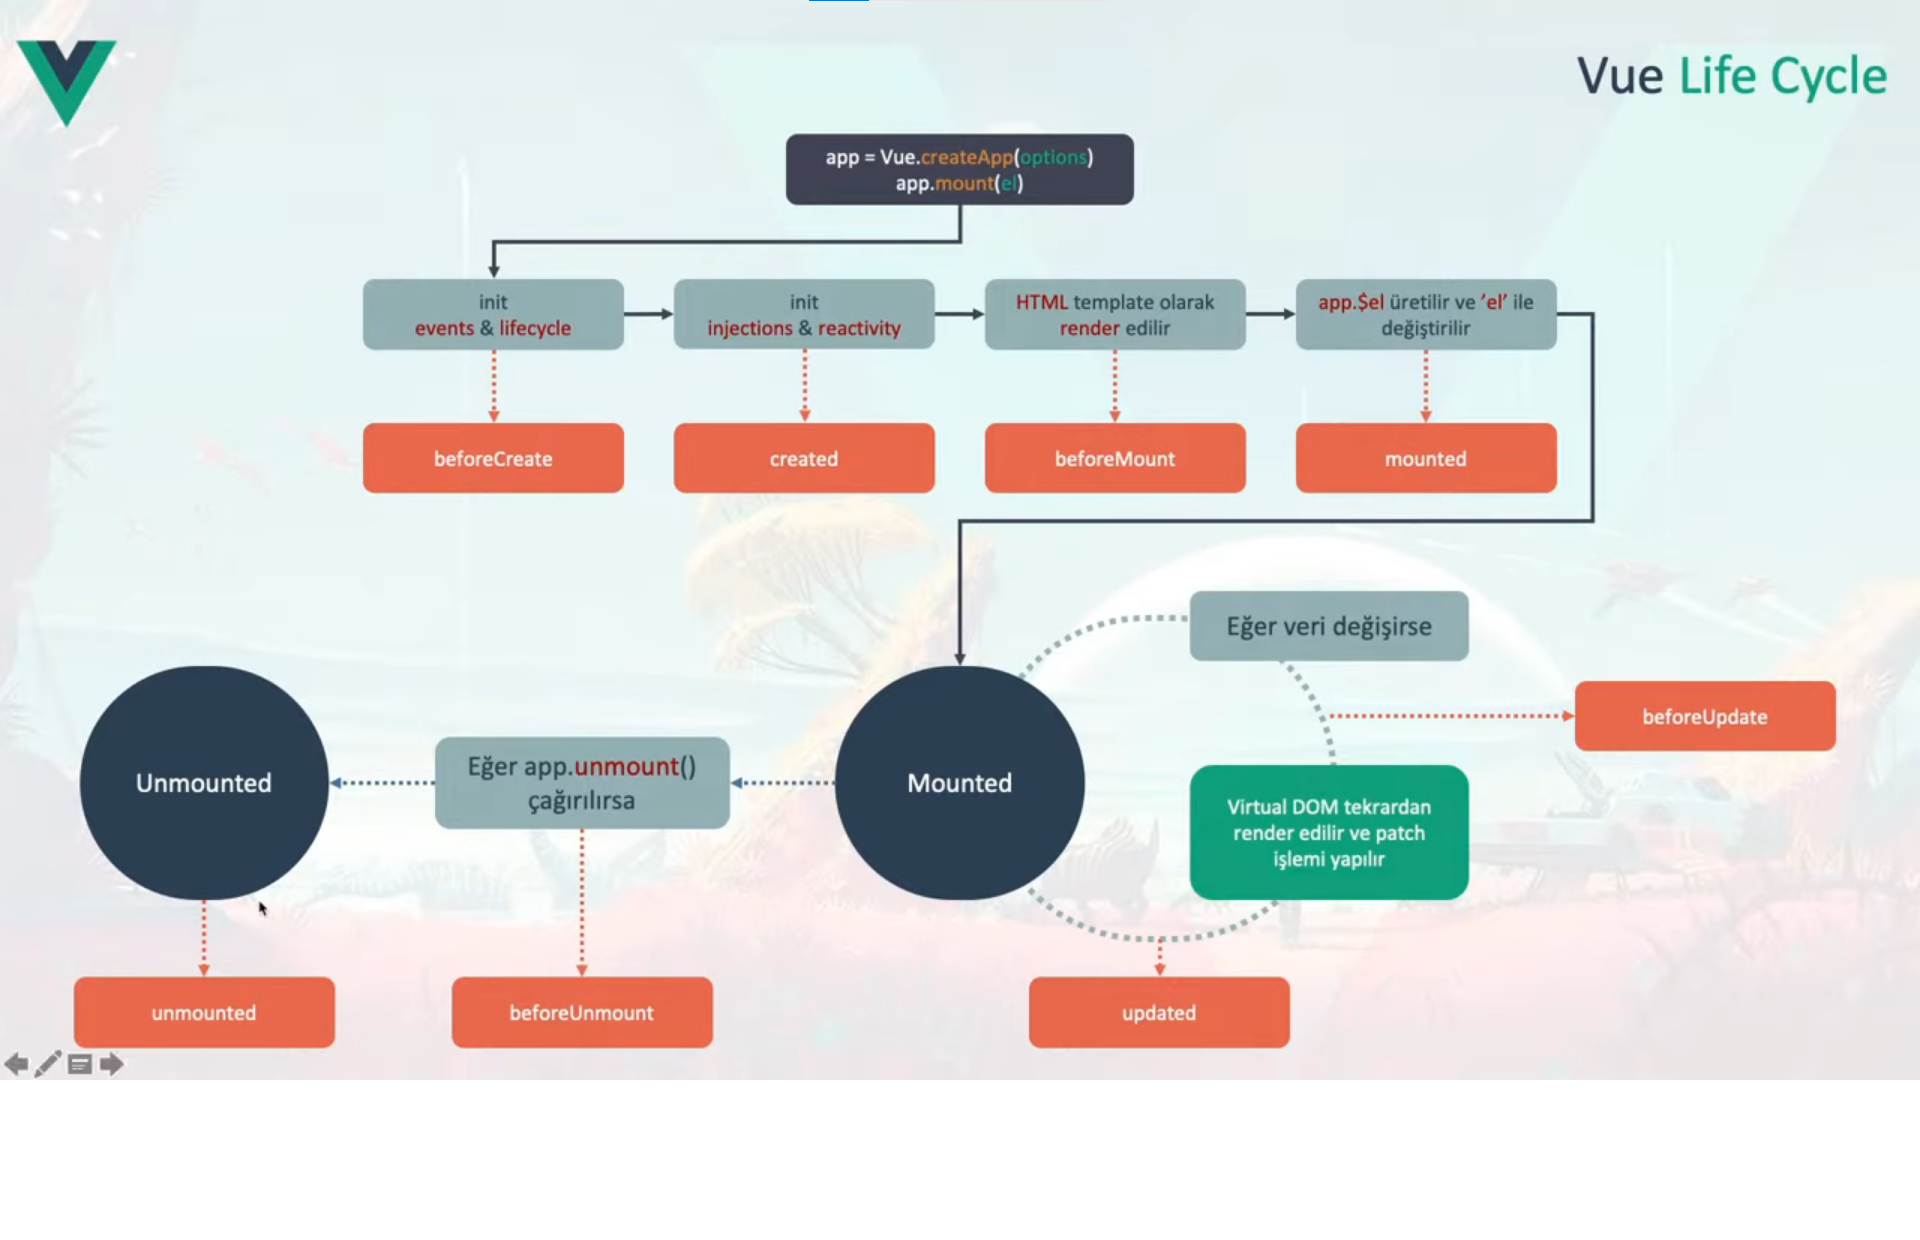 Vue Life Cycle
app = Vue.createApp(options)
app.mount(el)
init
events & lifecycle
init
injections & reactivity
HTML template olarak
render edilir
app.$el üretilir ve ’el’ ile
değiştirilir
beforeCreate
created
beforeMount
mounted
Eğer veri değişirse
beforeUpdate
Unmounted
Eğer app.unmount()
çağırılırsa
Mounted
Virtual DOM tekrardan
render edilir ve patch
işlemi yapılır
unmounted
beforeUnmount
updated